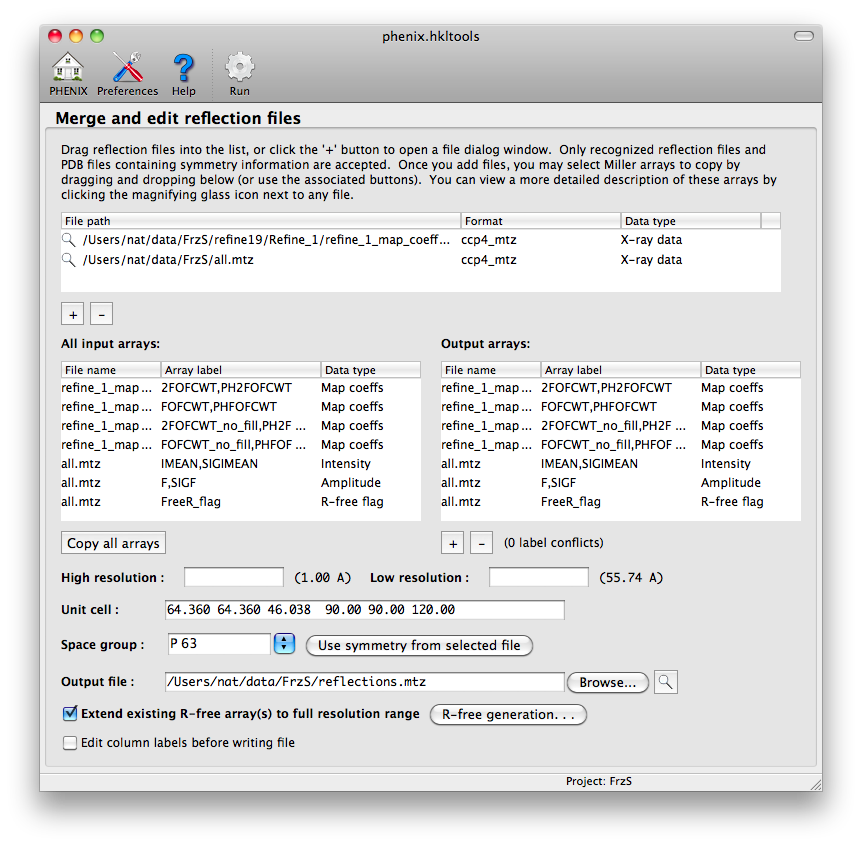 phenix.hkltools
PHENIX Preferences Help Run
Merge and edit reflection files
Drag reflection files into the list, or click the '+' button to open a file dialog window. Only recognized reflection files and
PDB files containing symmetry information are accepted. Once you add files, you may select Miller arrays to copy by
dragging and dropping below (or use the associated buttons). You can view a more detailed description of these arrays by
clicking the magnifying glass icon next to any file.
File path Format Data type
/Users/nat/data/FrzS/refine19/Refine_1/refine_1_map_coeff... ccp4_mtz X-ray data
/Users/nat/data/FrzS/all.mtz ccp4_mtz X-ray data
+ -
All input arrays: Output arrays:
File name Array label Data type File name Array label Data type
refine_1_map ... 2FOFCWT,PH2FOFCWT Map coeffs refine_1_map ... 2FOFCWT,PH2FOFCWT Map coeffs
refine_1_map ... FOFCWT,PHFOFCWT Map coeffs refine_1_map ... FOFCWT,PHFOFCWT Map coeffs
refine_1_map ... 2FOFCWT_no_fill,PH2F ... Map coeffs refine_1_map ... 2FOFCWT_no_fill,PH2F ... Map coeffs
refine_1_map ... FOFCWT_no_fill,PHFOF ... Map coeffs refine_1_map ... FOFCWT_no_fill,PHFOF ... Map coeffs
all.mtz IMEAN,SIGIMEAN Intensity all.mtz IMEAN,SIGIMEAN Intensity
all.mtz F,SIGF Amplitude all.mtz F,SIGF Amplitude
all.mtz FreeR_flag R-free flag all.mtz FreeR_flag R-free flag
Copy all arrays + - (0 label conflicts)
High resolution : (1.00 A) Low resolution : (55.74 A)
Unit cell : 64.360 64.360 46.038 90.00 90.00 120.00
Space group : P 63 Use symmetry from selected file
Output file : /Users/nat/data/FrzS/reflections.mtz Browse...
Extend existing R-free array(s) to full resolution range R-free generation. . .
Edit column labels before writing file
Project: FrzS